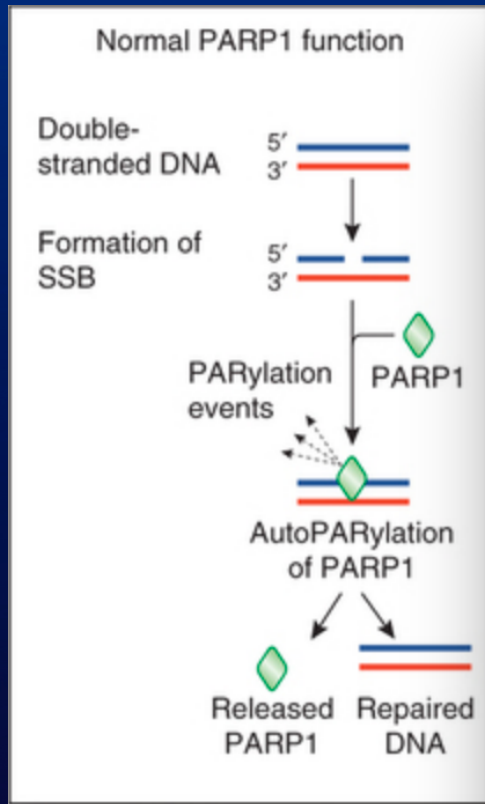 Normal PARP1 function
Double-
stranded DNA
5′
3′
Formation of
SSB
5′
3′
PARylation
events
PARP1
AutoPARylation
of PARP1
Released
PARP1
Repaired
DNA